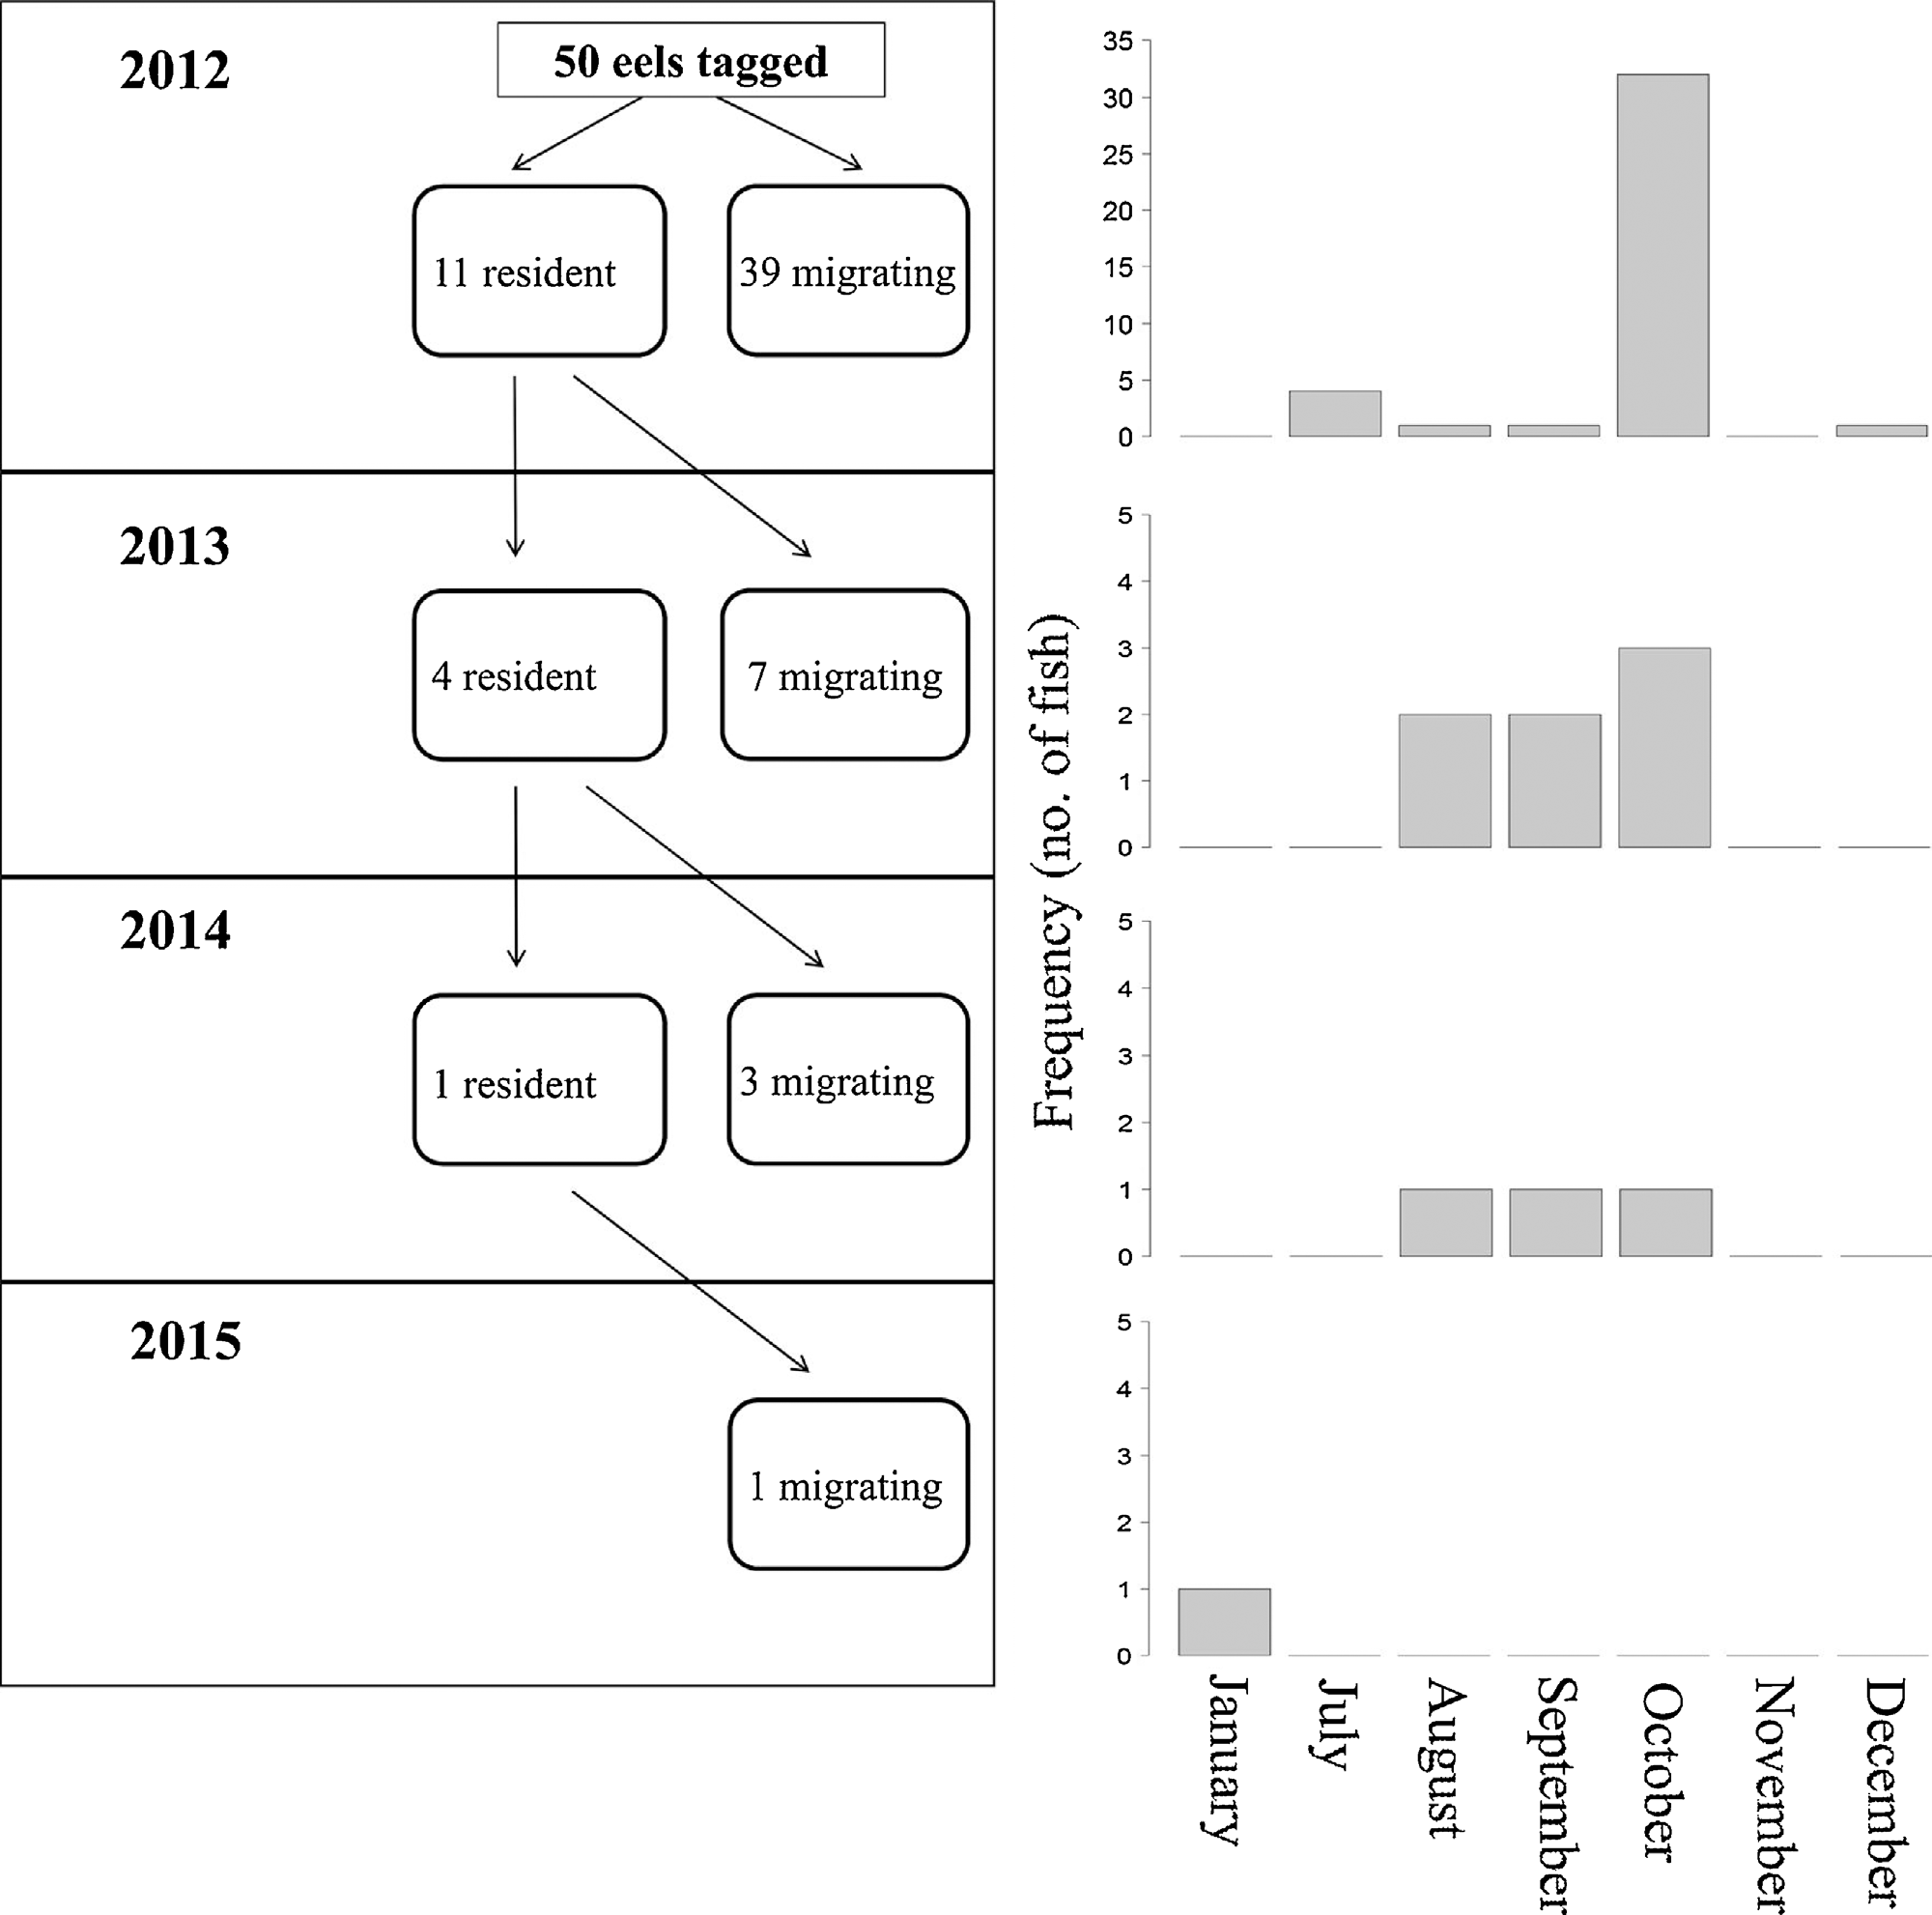 2012
50 eels tagged
11 resident
39 migrating
2013
4 resident
7 migrating
2014
1 resident
3 migrating
2015
1 migrating
Frequency (no. of fish)
35
30
25
20
15
10
5
0
5
4
3
2
1
0
5
4
3
2
1
0
5
4
3
2
1
0
January
July
August
September
October
November
December